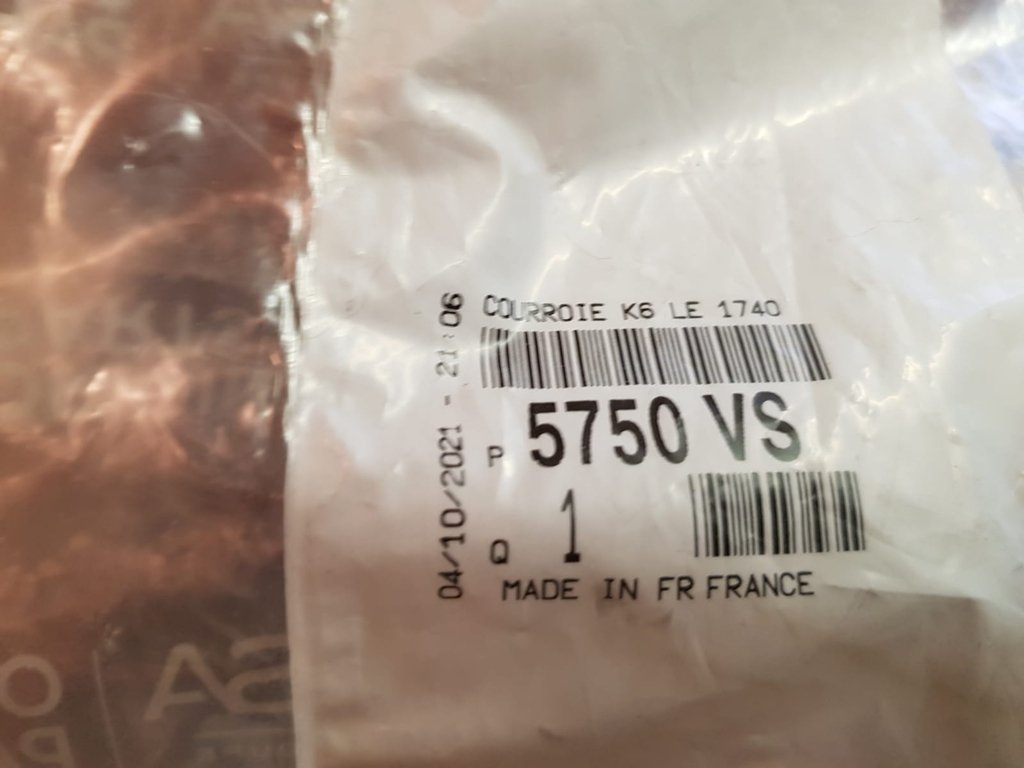 COURROIE K6 LE 1740
P 5750 VS
Q 1
MADE IN FR FRANCE
04/10/2021 - 21:06